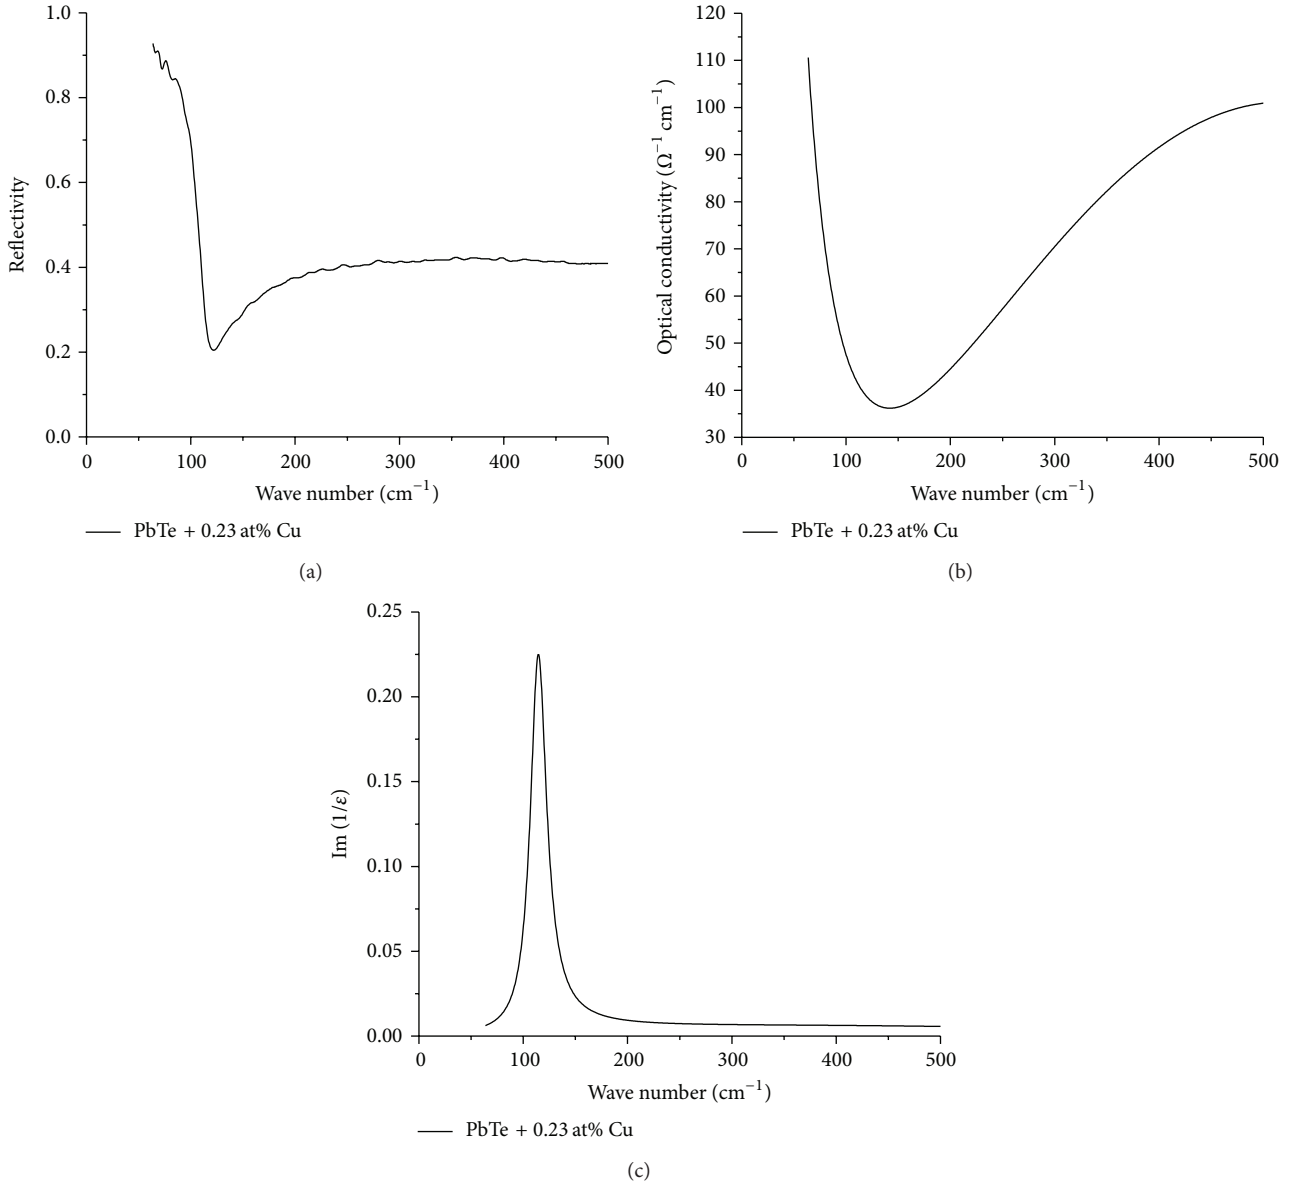 1.0
0.8
0.6
0.4
0.2
0.0
Reflectivity
0 100 200 300 400 500
Wave number (cm⁻¹)
PbTe + 0.23 at% Cu
(a)
120
110
100
90
80
70
60
50
40
30
Optical conductivity (Ω⁻¹ cm⁻¹)
0 100 200 300 400 500
Wave number (cm⁻¹)
PbTe + 0.23 at% Cu
(b)
0.25
0.20
0.15
0.10
0.05
0.00
Im (1/ε)
0 100 200 300 400 500
Wave number (cm⁻¹)
PbTe + 0.23 at% Cu
(c)